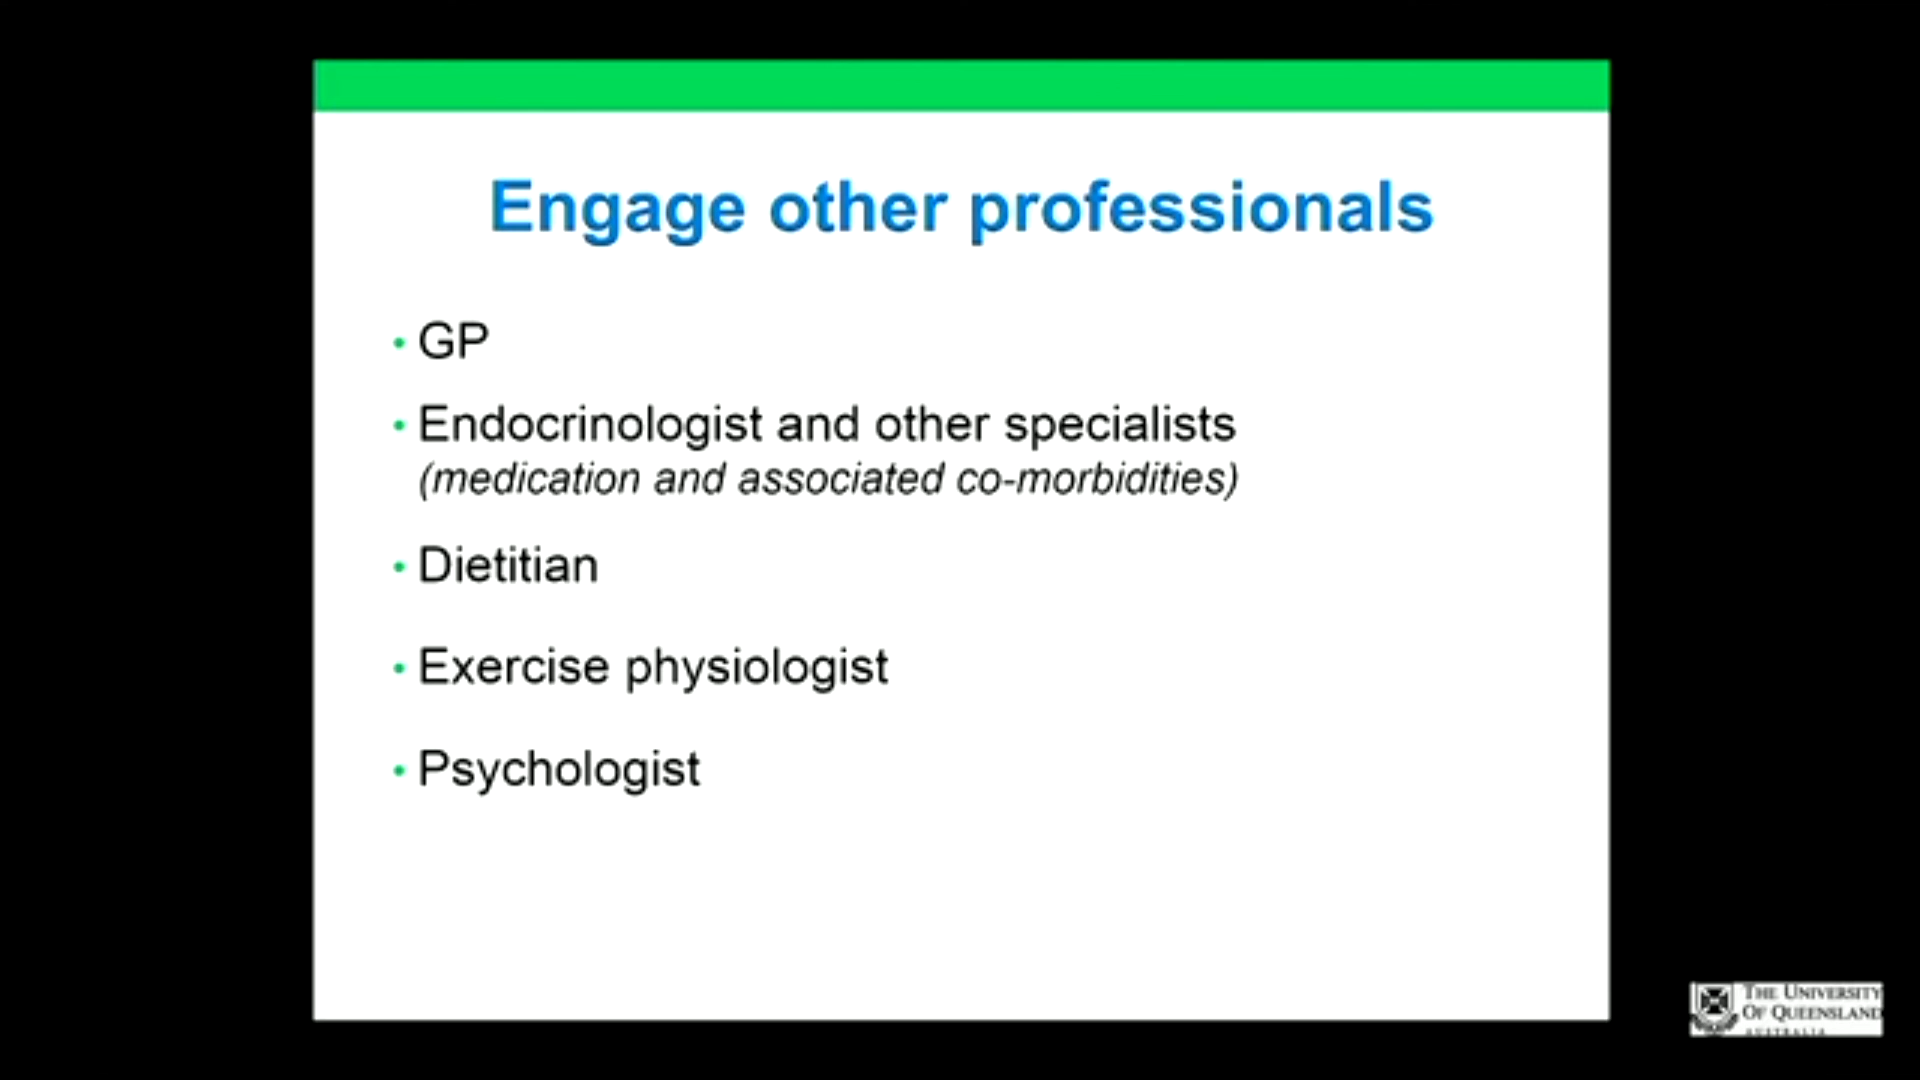 Engage other professionals
• GP
• Endocrinologist and other specialists
(medication and associated co-morbidities)
• Dietitian
• Exercise physiologist
• Psychologist
THE UNIVERSITY
OF QUEENSLAND
AUSTRALIA